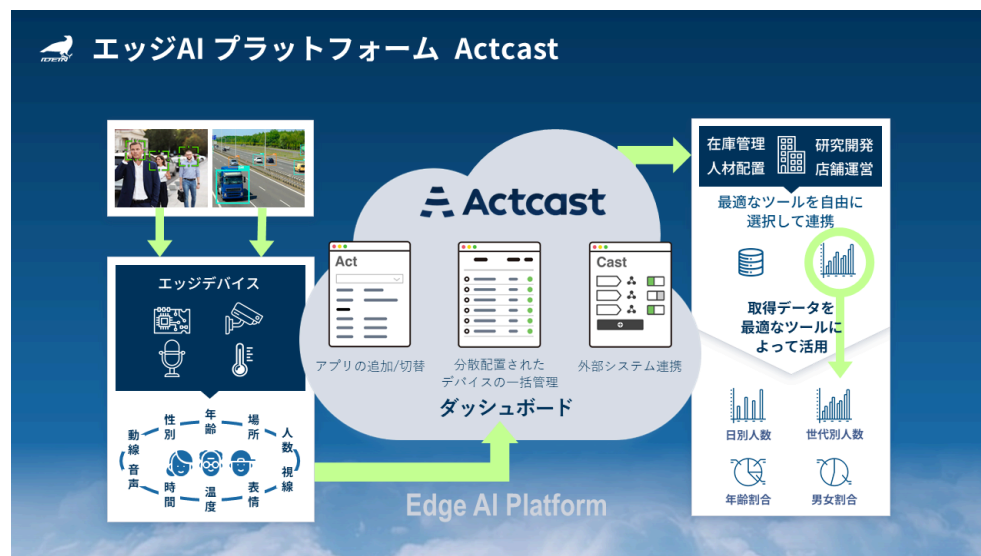 IDEIN
エッジAI プラットフォーム Actcast
エッジデバイス
性別
年齢
場所
人数
視線
表情
温度
時間
音声
動線
Actcast
Act
Cast
アプリの追加/切替
分散配置された
デバイスの一括管理
外部システム連携
ダッシュボード
Edge AI Platform
在庫管理
人材配置
研究開発
店舗運営
最適なツールを自由に
選択して連携
取得データを
最適なツールに
よって活用
日別人数
世代別人数
年齢割合
男女割合